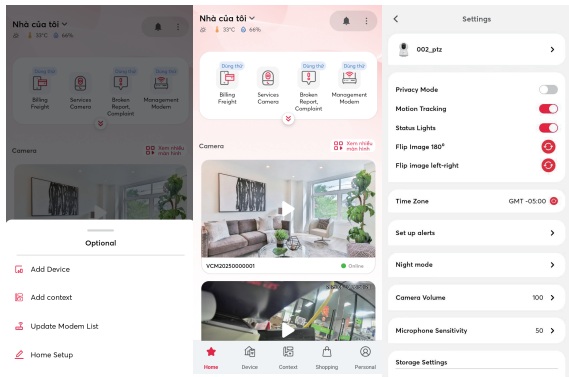 Nhà của tôi
33°C 66%
Dùng thử
Dùng thử
Dùng thử
Billing
Freight
Services
Camera
Broken
Report,
Complaint
Management
Modem
Camera
Xem nhiều
màn hình
Optional
Add Device
Add context
Update Modem List
Home Setup
Nhà của tôi
33°C 66%
Dùng thử
Dùng thử
Dùng thử
Billing
Freight
Services
Camera
Broken
Report,
Complaint
Management
Modem
Camera
Xem nhiều
màn hình
VCM20250000001
Online
Home
Device
Context
Shopping
Personal
Settings
002_ptz
Privacy Mode
Motion Tracking
Status Lights
Flip Image 180⁰
Flip image left-right
Time Zone
GMT -05:00
Set up alerts
Night mode
Camera Volume
100
Microphone Sensitivity
50
Storage Settings